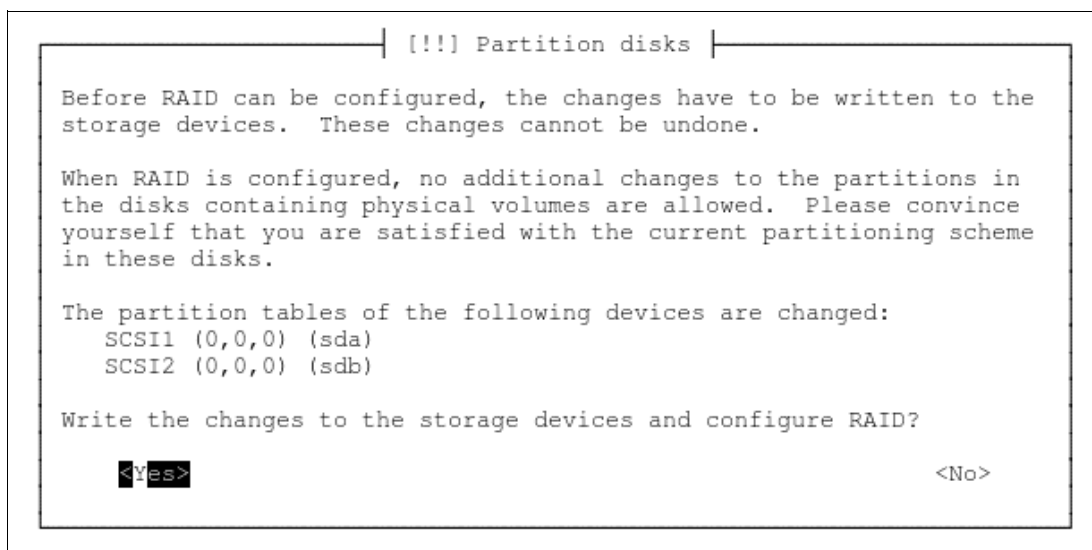 [!!] Partition disks
Before RAID can be configured, the changes have to be written to the
storage devices.  These changes cannot be undone.
When RAID is configured, no additional changes to the partitions in
the disks containing physical volumes are allowed.  Please convince
yourself that you are satisfied with the current partitioning scheme
in these disks.
The partition tables of the following devices are changed:
SCSI1 (0,0,0) (sda)
SCSI2 (0,0,0) (sdb)
Write the changes to the storage devices and configure RAID?
<Yes> <No>